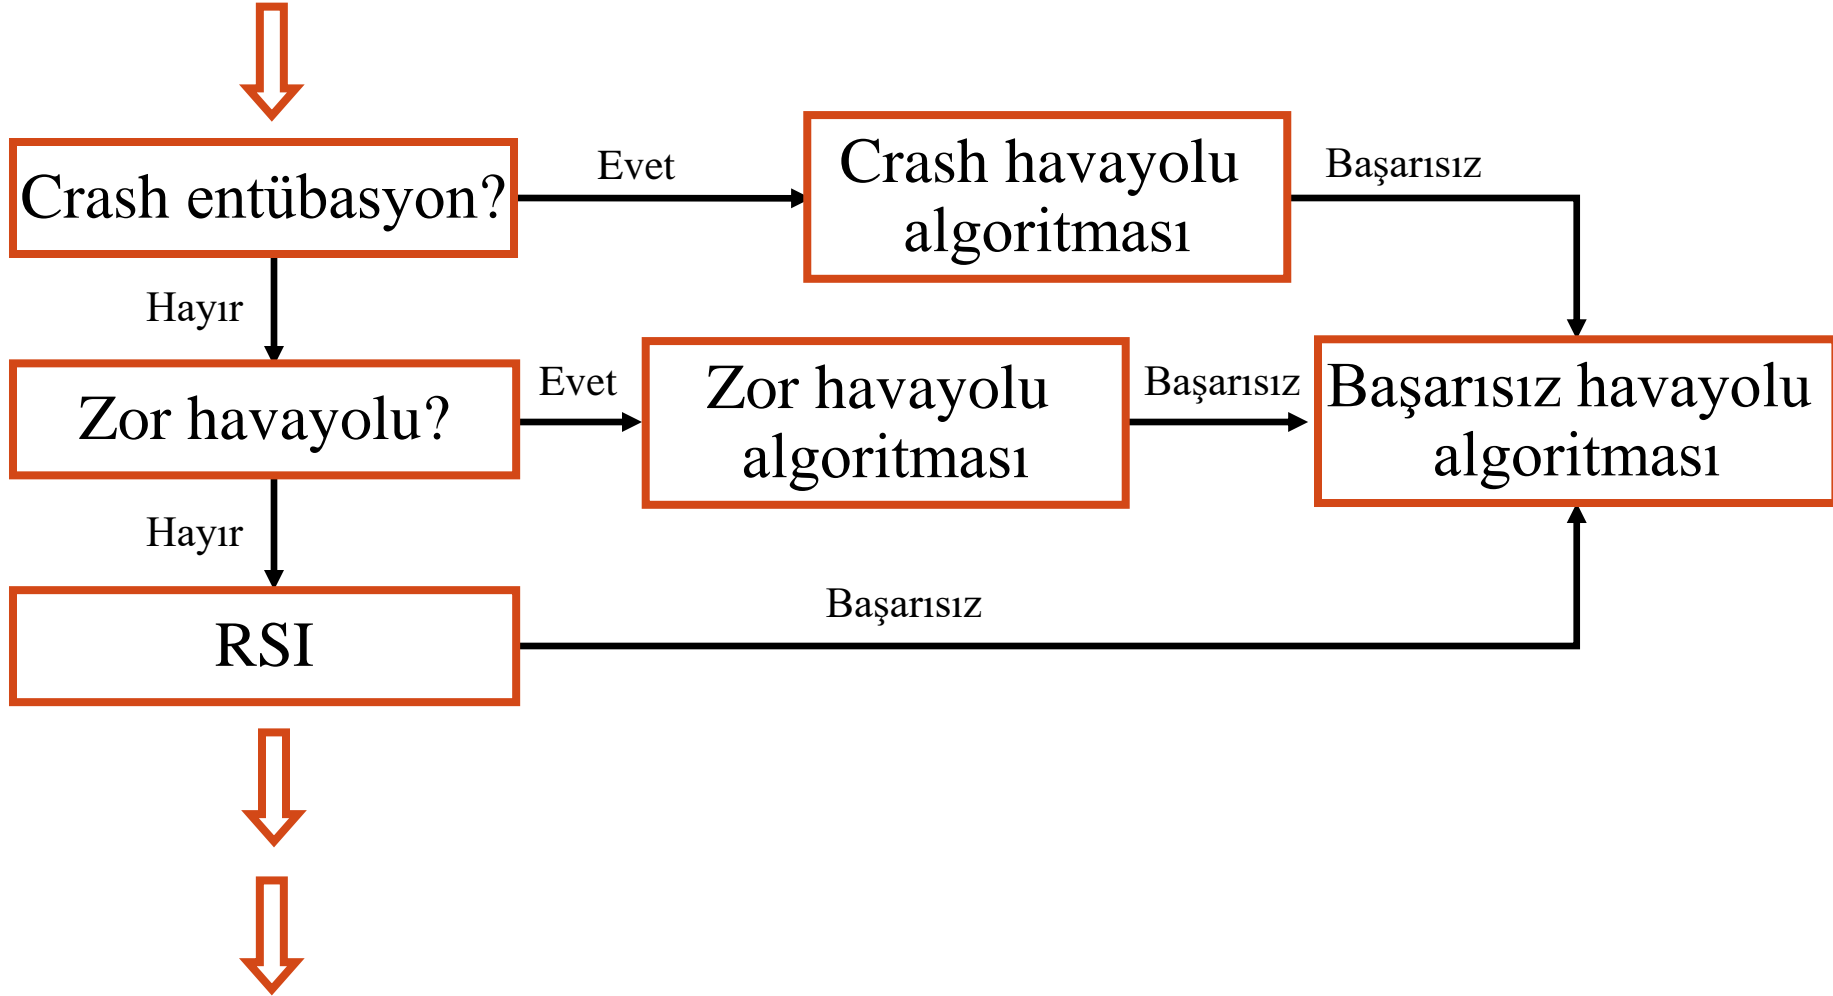 Crash entübasyon?
Evet
Crash havayolu
algoritması
Başarısız
Hayır
Zor havayolu?
Evet
Zor havayolu
algoritması
Başarısız
Başarısız havayolu
algoritması
Hayır
RSI
Başarısız